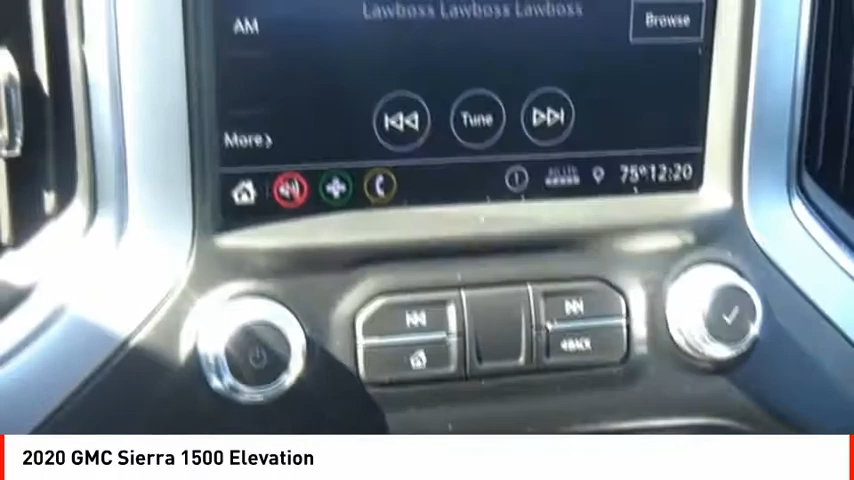 AM
Lawboss Lawboss Lawboss
Browse
Tune
More
75° 12:20
BACK
2020 GMC Sierra 1500 Elevation